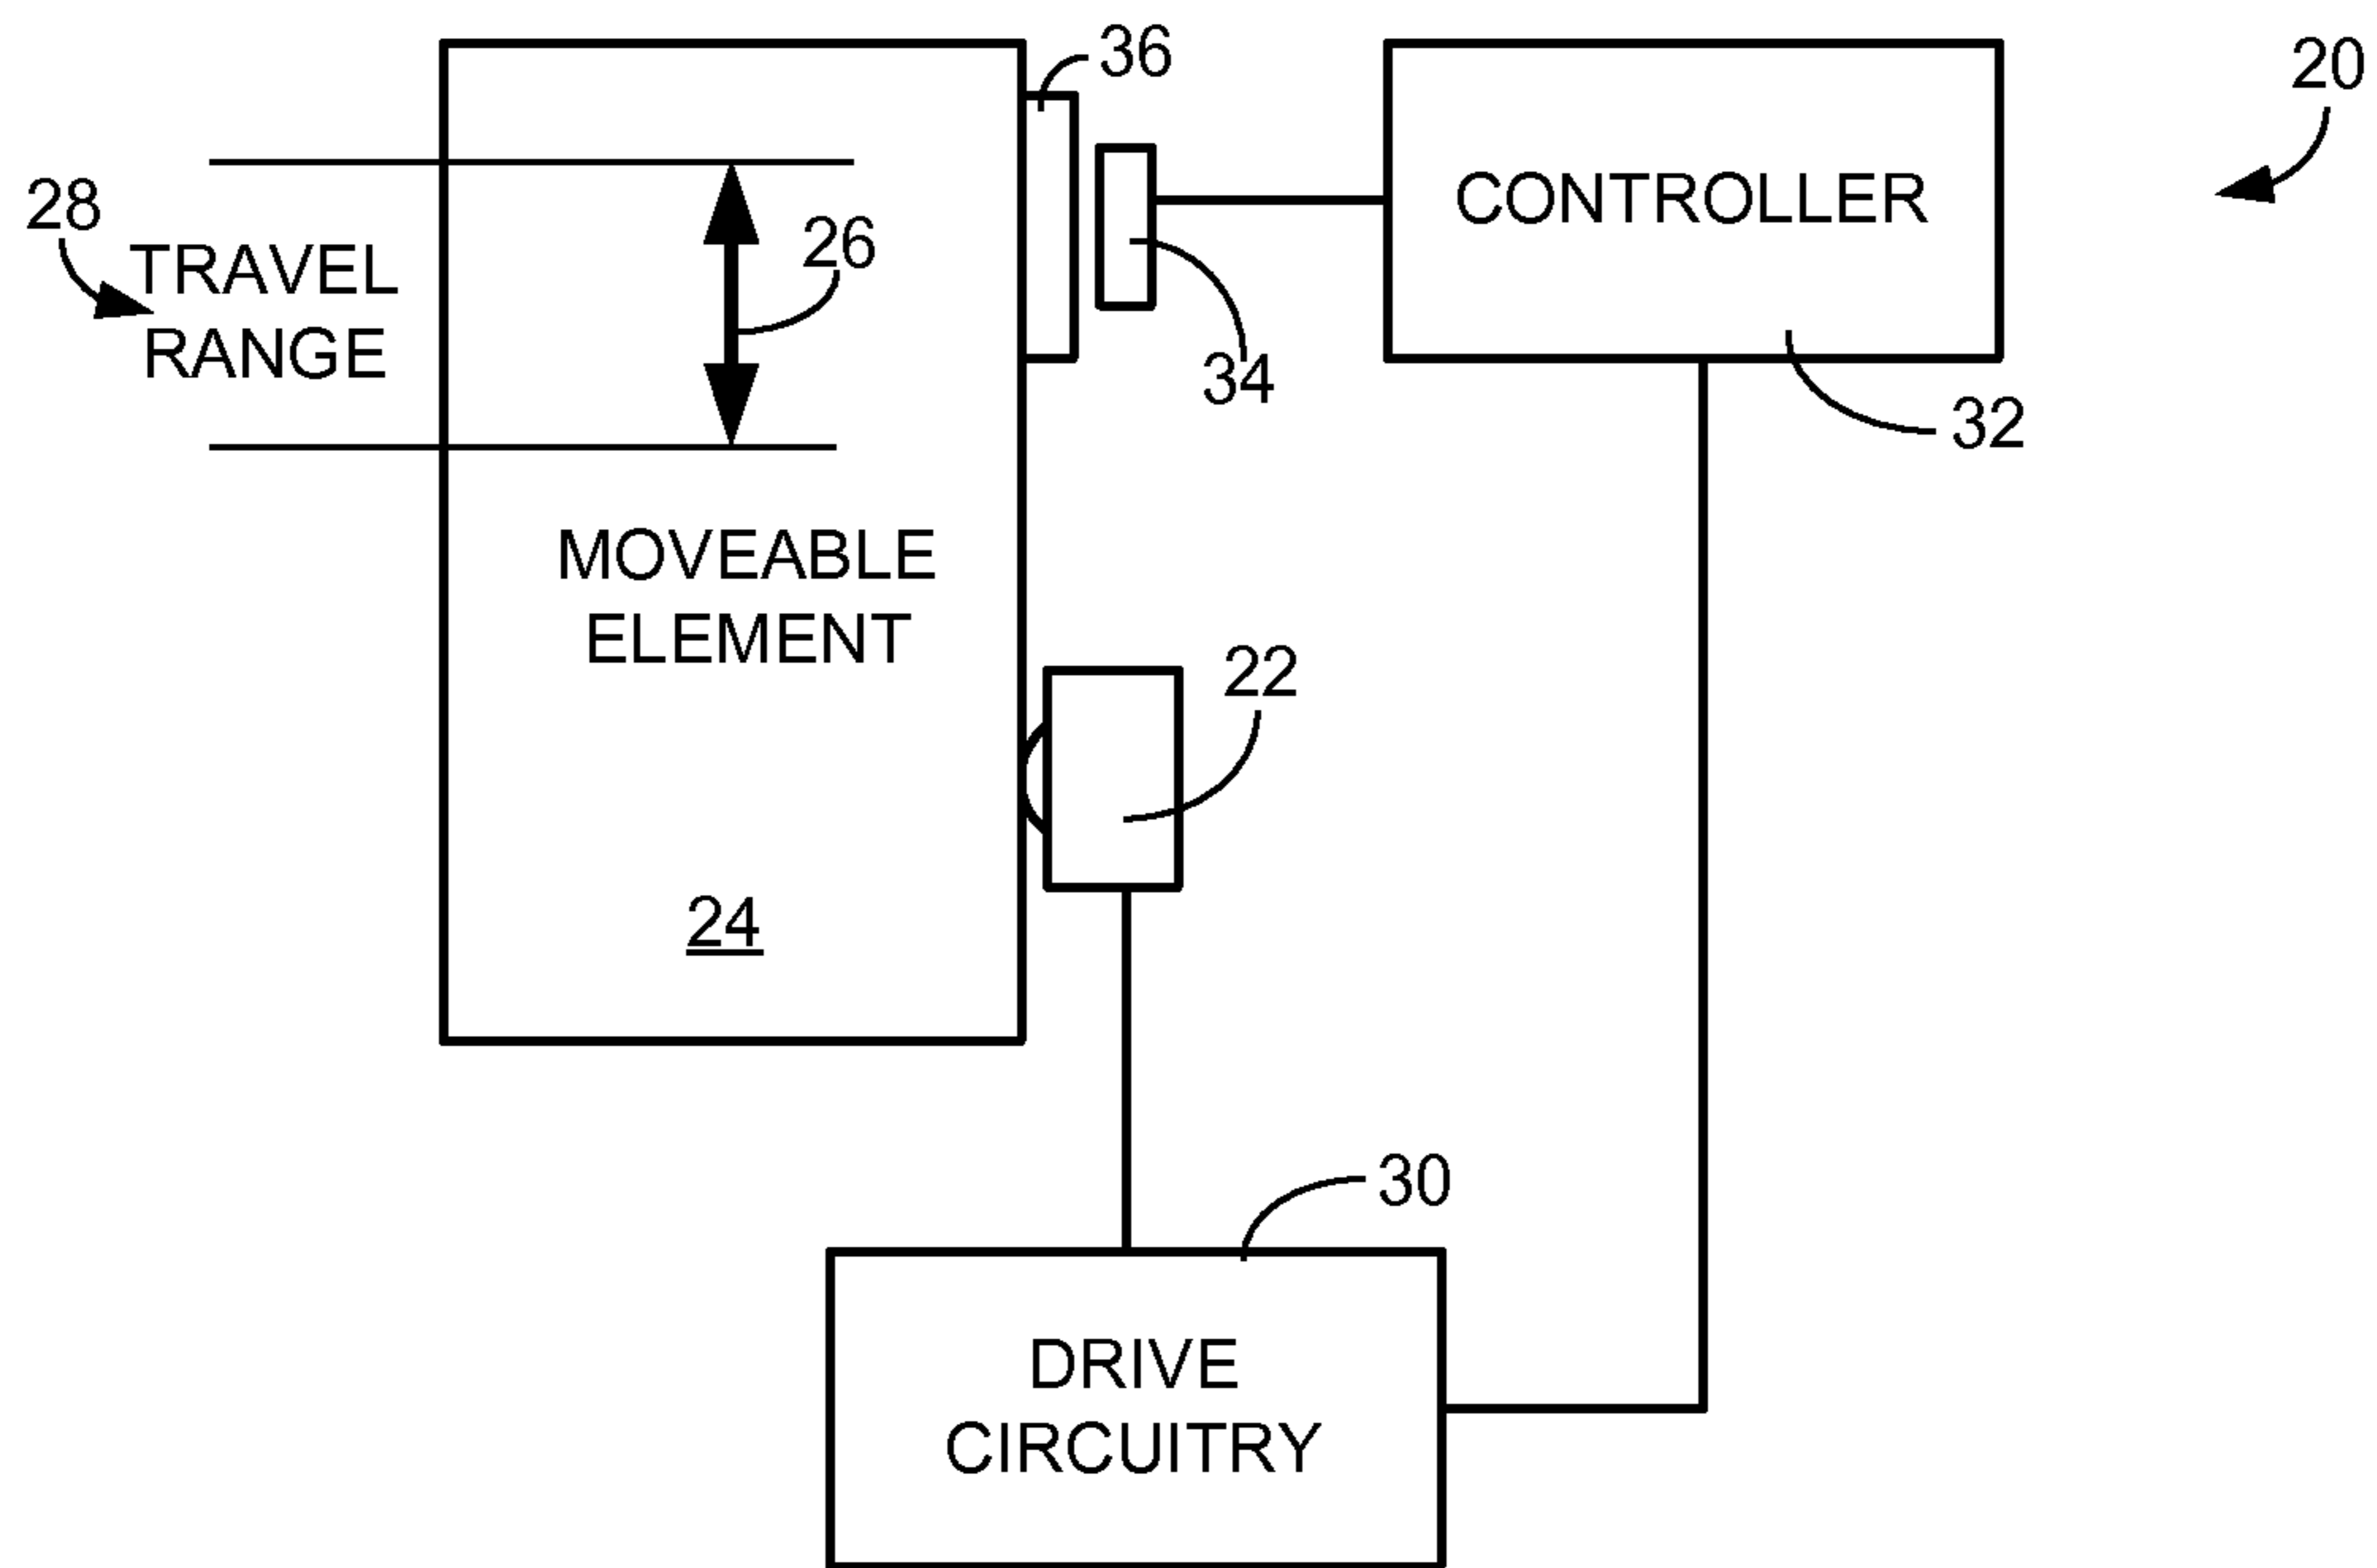 36
20
CONTROLLER
28
26
TRAVEL
RANGE
34
32
MOVEABLE
ELEMENT
22
24
30
DRIVE
CIRCUITRY